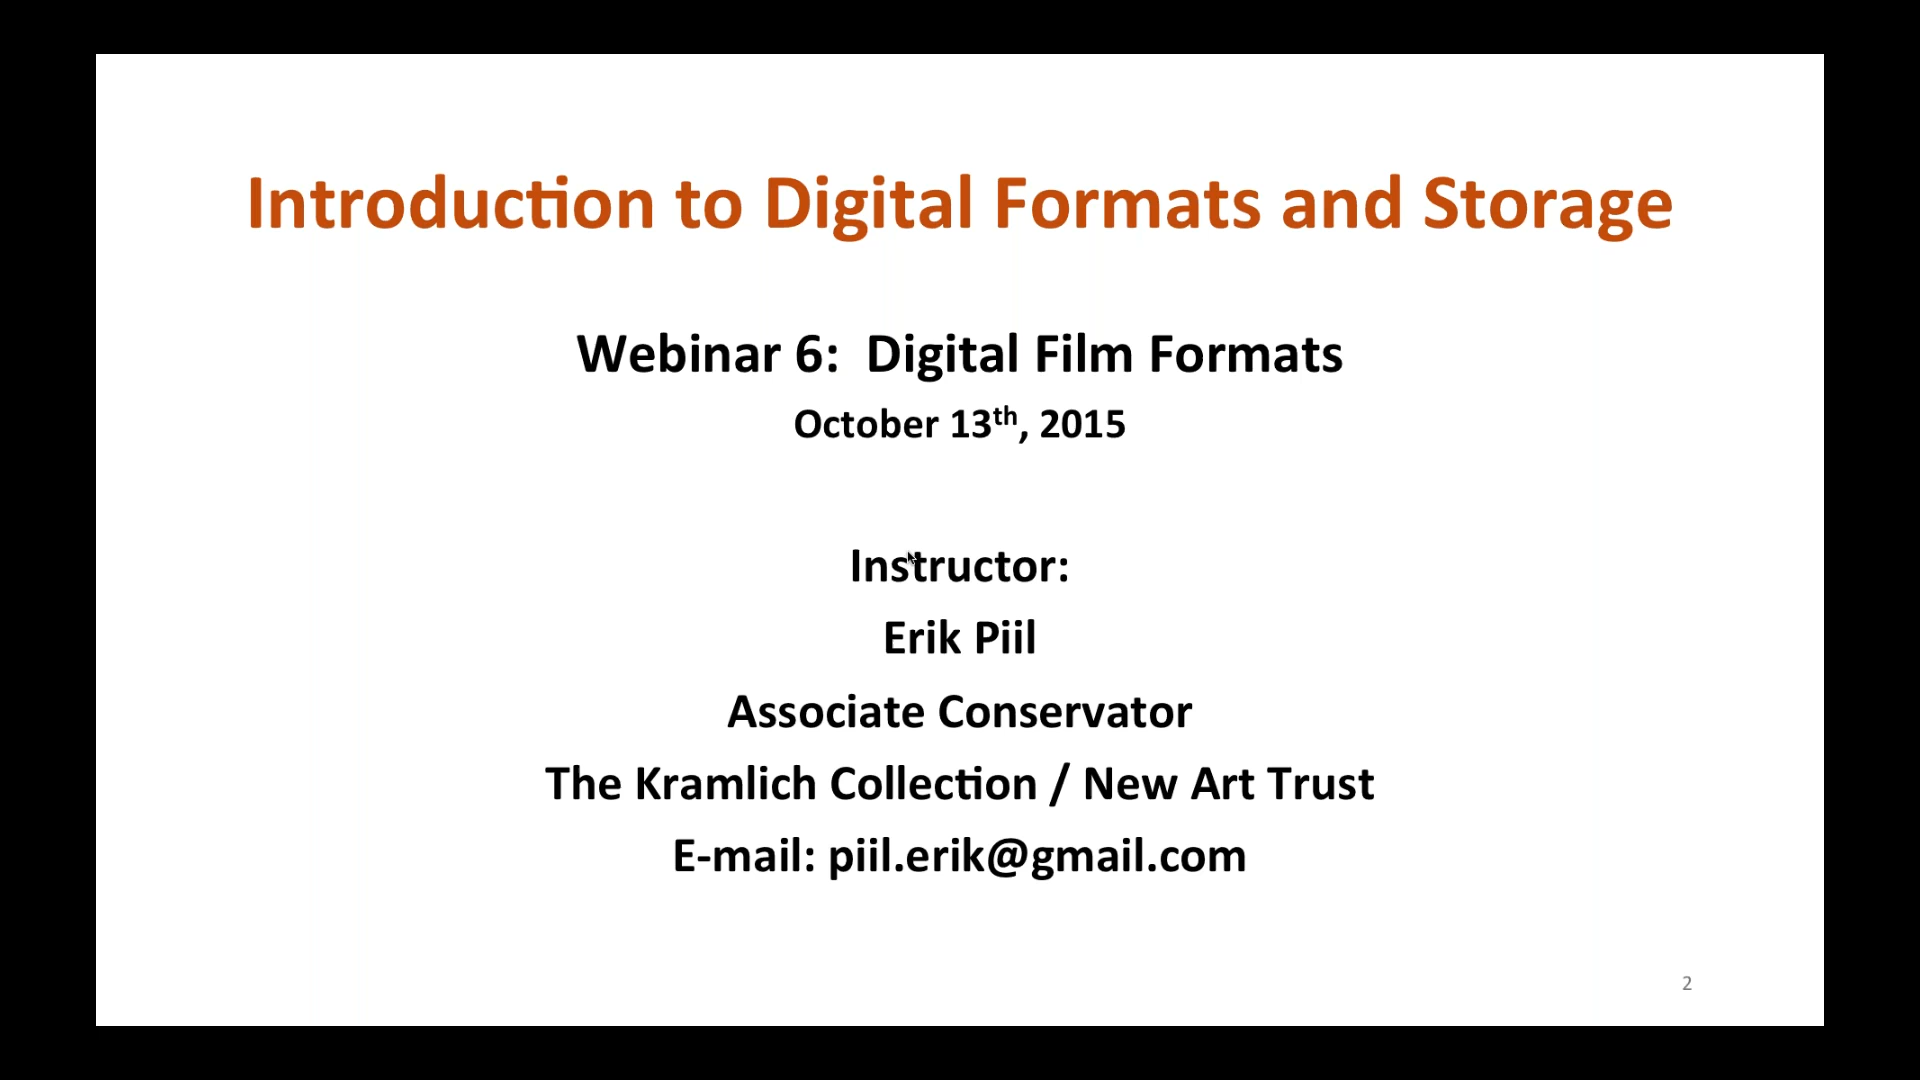 Introduction to Digital Formats and Storage
Webinar 6:  Digital Film Formats
October 13th, 2015
Instructor:
Erik Piil
Associate Conservator
The Kramlich Collection / New Art Trust
E-mail: piil.erik@gmail.com
2